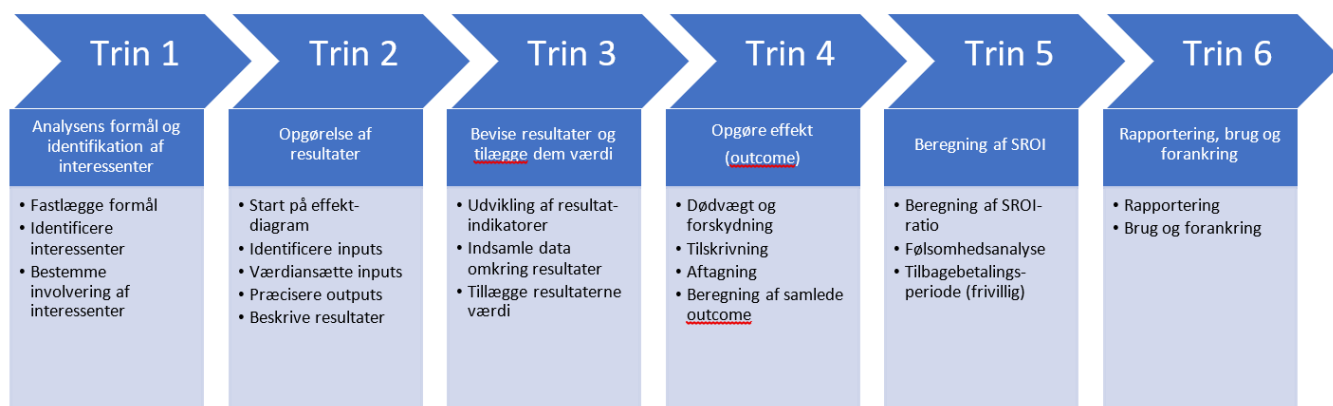 Trin 1
Analysens formål og
identifikation af
interessenter
• Fastlægge formål
• Identificere
interessenter
• Bestemme
involvering af
interessenter
Trin 2
Opgørelse af
resultater
• Start på effekt-
diagram
• Identificere inputs
• Værdiansætte inputs
• Præcisere outputs
• Beskrive resultater
Trin 3
Bevise resultater og
tilægge dem værdi
• Udvikling af resultat-
indikatorer
• Indsamle data
omkring resultater
• Tillægge resultaterne
værdi
Trin 4
Opgøre effekt
(outcome)
• Dødvægt og
forskydning
• Tilskrivning
• Aftagning
• Beregning af samlede
outcome
Trin 5
Beregning af SROI
• Beregning af SROI-
ratio
• Følsomhedsanalyse
• Tilbagebetalings-
periode (frivillig)
Trin 6
Rapportering, brug og
forankring
• Rapportering
• Brug og forankring